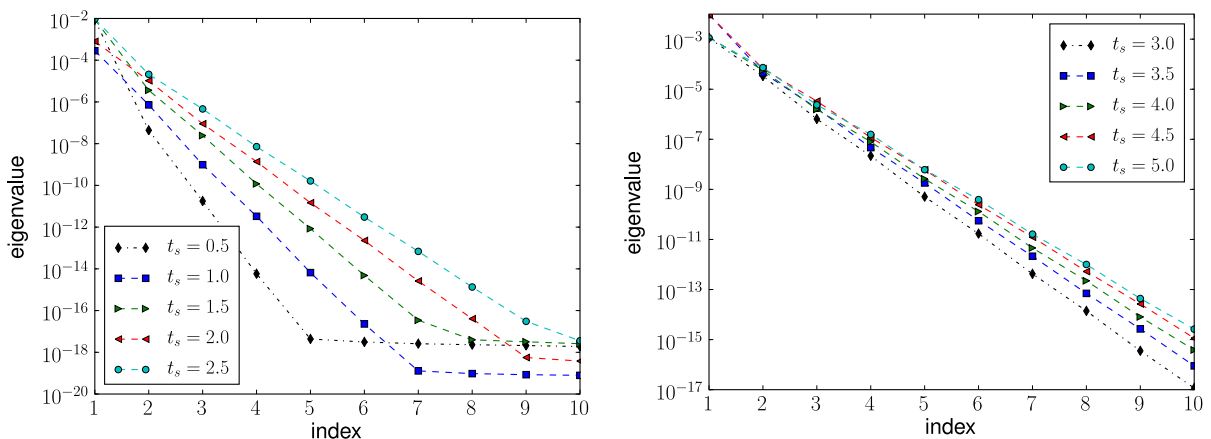 10^{-2}
10^{-4}
10^{-6}
10^{-8}
10^{-10}
10^{-12}
10^{-14}
10^{-16}
10^{-18}
10^{-20}
eigenvalue
t_s = 0.5
t_s = 1.0
t_s = 1.5
t_s = 2.0
t_s = 2.5
1 2 3 4 5 6 7 8 9 10
index
10^{-3}
10^{-5}
10^{-7}
10^{-9}
10^{-11}
10^{-13}
10^{-15}
10^{-17}
eigenvalue
t_s = 3.0
t_s = 3.5
t_s = 4.0
t_s = 4.5
t_s = 5.0
1 2 3 4 5 6 7 8 9 10
index